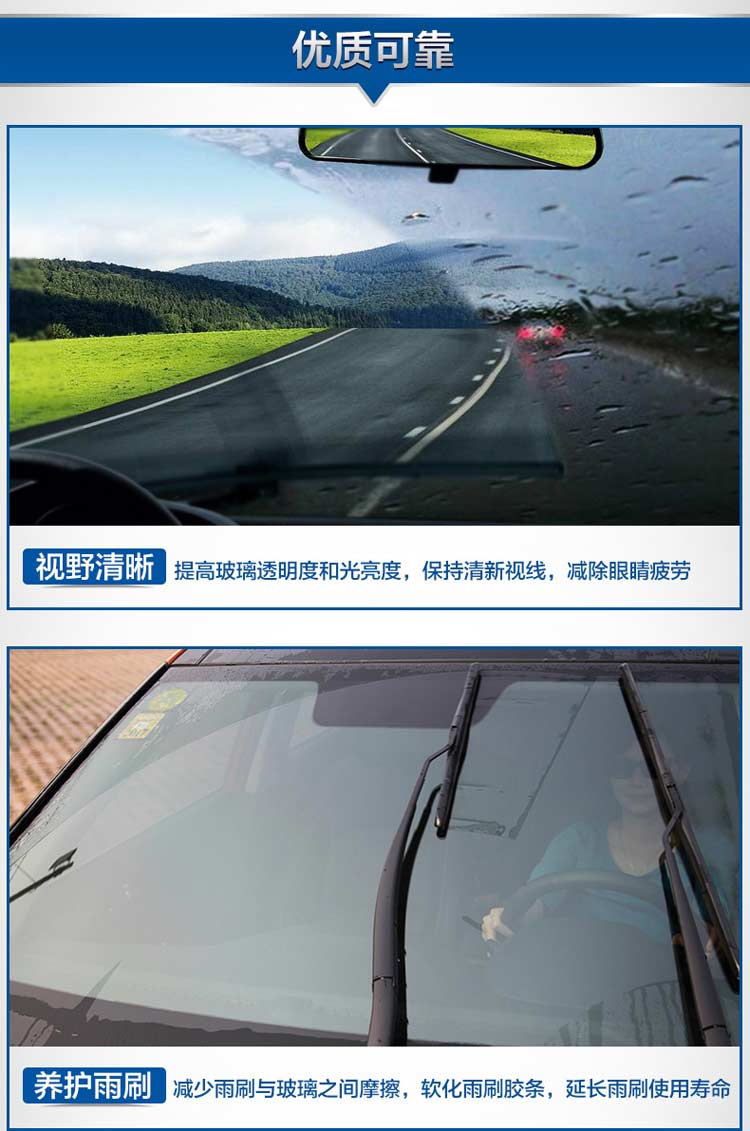 优质可靠
视野清晰 提高玻璃透明度和光亮度，保持清新视线，减除眼睛疲劳
养护雨刷 减少雨刷与玻璃之间摩擦，软化雨刷胶条，延长雨刷使用寿命